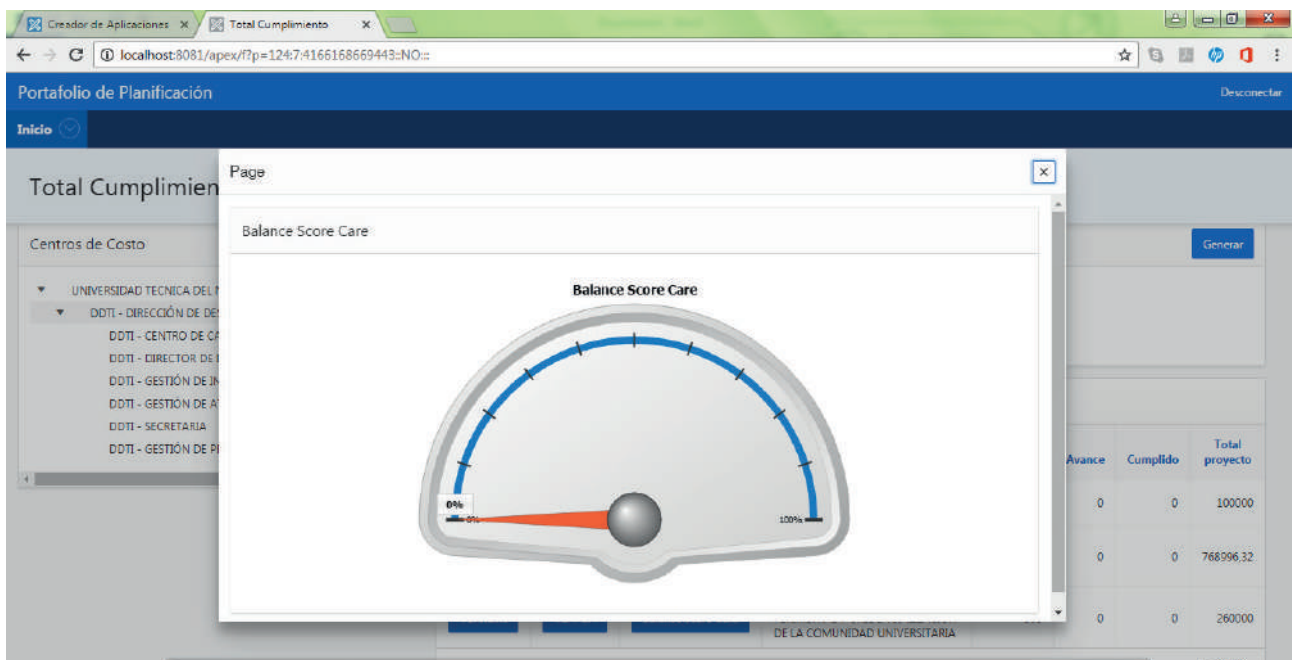 Creador de Aplicaciones
Total Cumplimiento
localhost:8081/apex/f?p=124:7:4166168669443::NO:::
Portafolio de Planificación
Desconectar
Inicio
Total Cumplimien
Page
Balance Score Care
Centros de Costo
Generar
UNIVERSIDAD TECNICA DEL
DDTI - DIRECCIÓN DE DE
DDTI - CENTRO DE CA
DDTI - DIRECTOR DE
DDTI - GESTIÓN DE IN
DDTI - GESTIÓN DE A
DDTI - SECRETARIA
DDTI - GESTIÓN DE
Balance Score Care
0%
0%
100%
Avance
Cumplido
Total proyecto
0 0 100000
0 0 768996.32
0 0 260000
DE LA COMUNIDAD UNIVERSITARIA